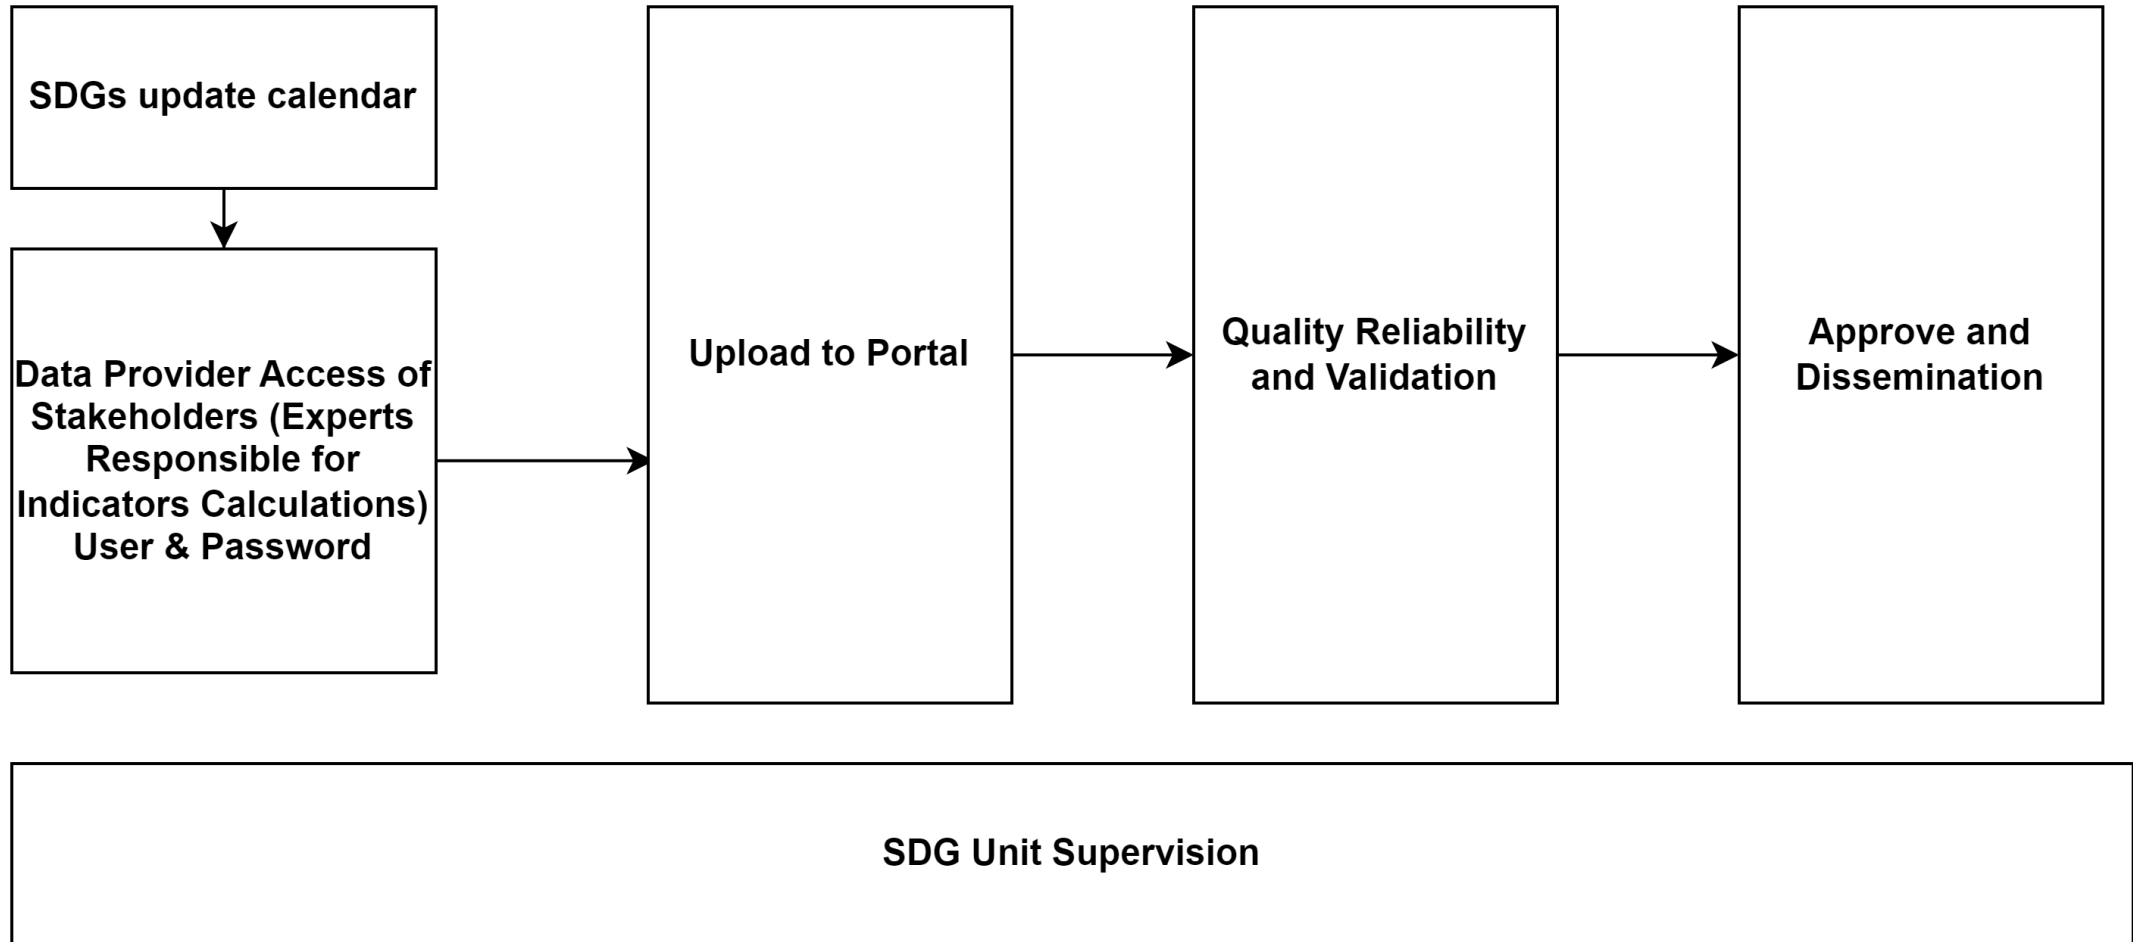 SDGs update calendar
Data Provider Access of
Stakeholders (Experts
Responsible for
Indicators Calculations)
User & Password
Upload to Portal
Quality Reliability
and Validation
Approve and
Dissemination
SDG Unit Supervision